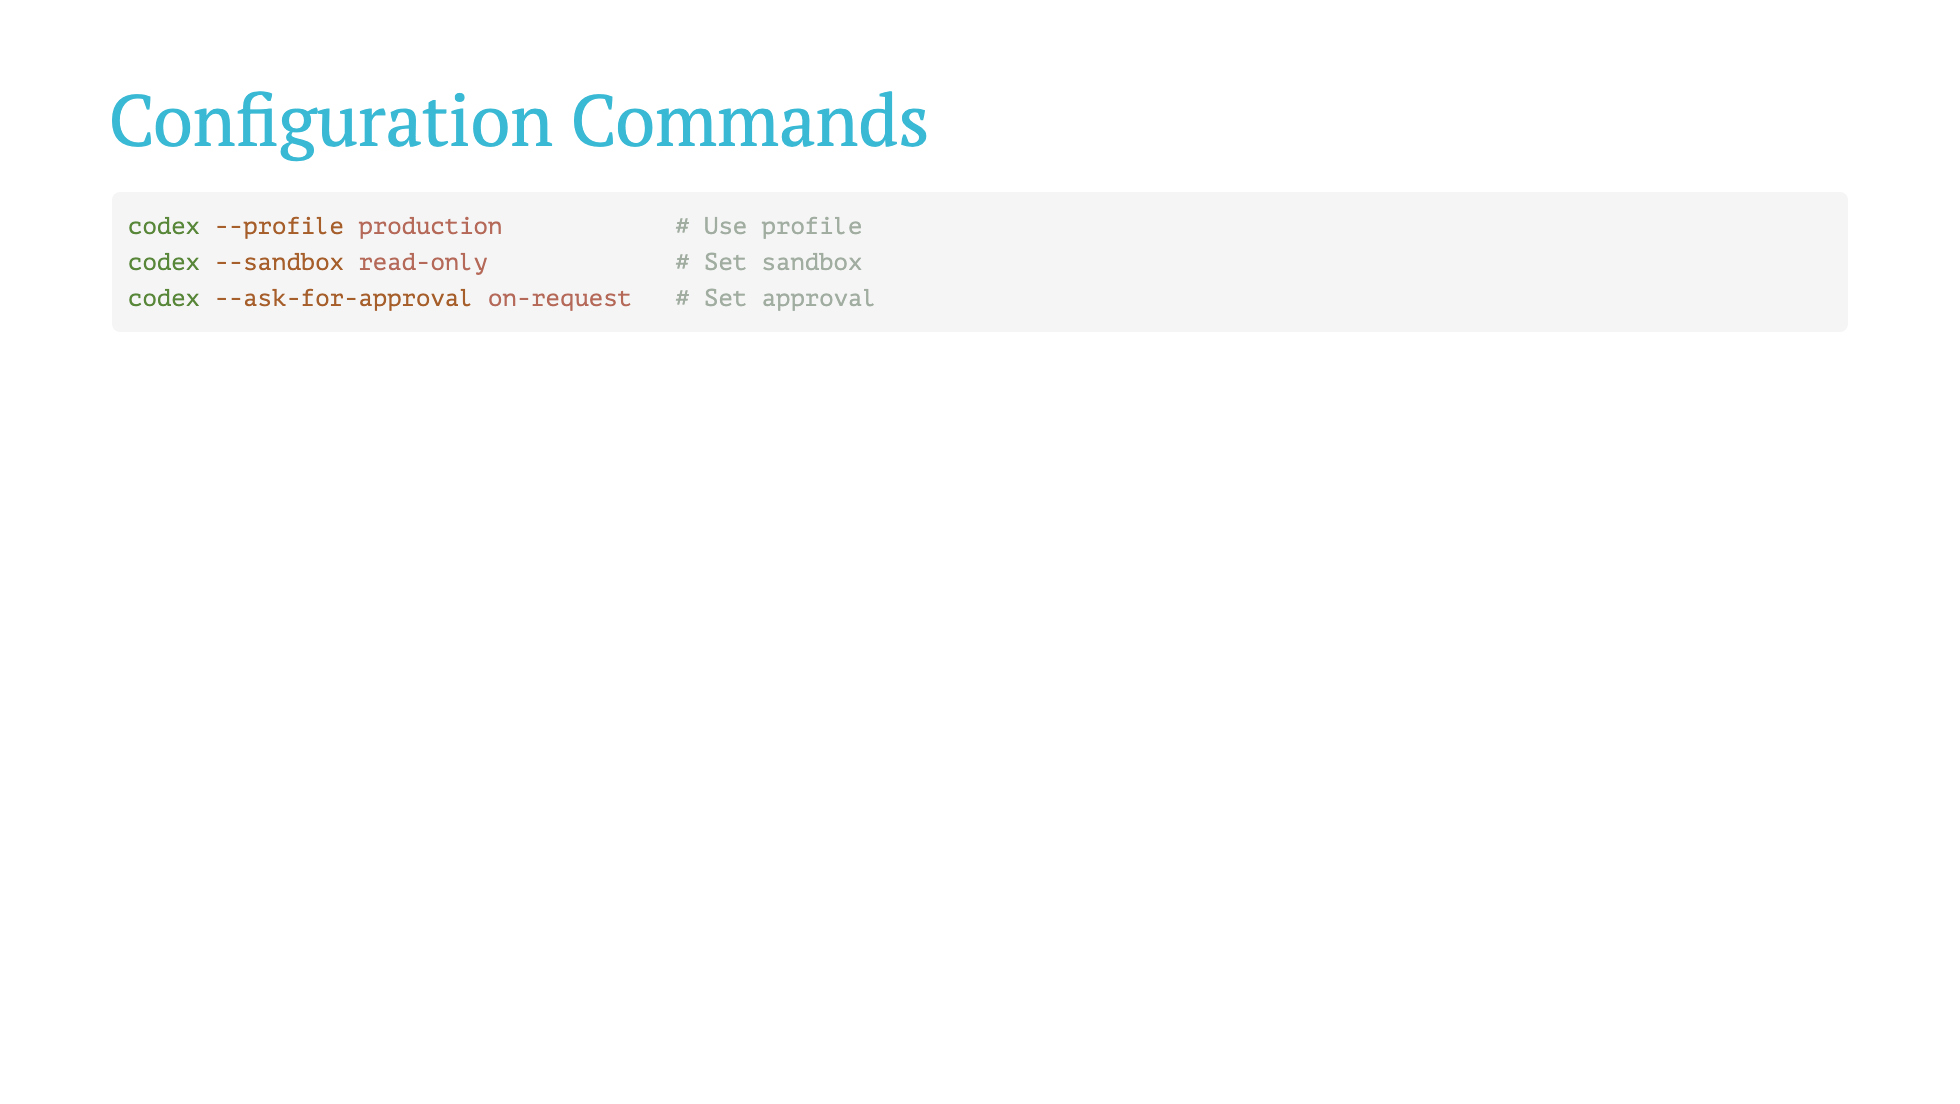 Configuration Commands
codex --profile production            # Use profile
codex --sandbox read-only             # Set sandbox
codex --ask-for-approval on-request   # Set approval